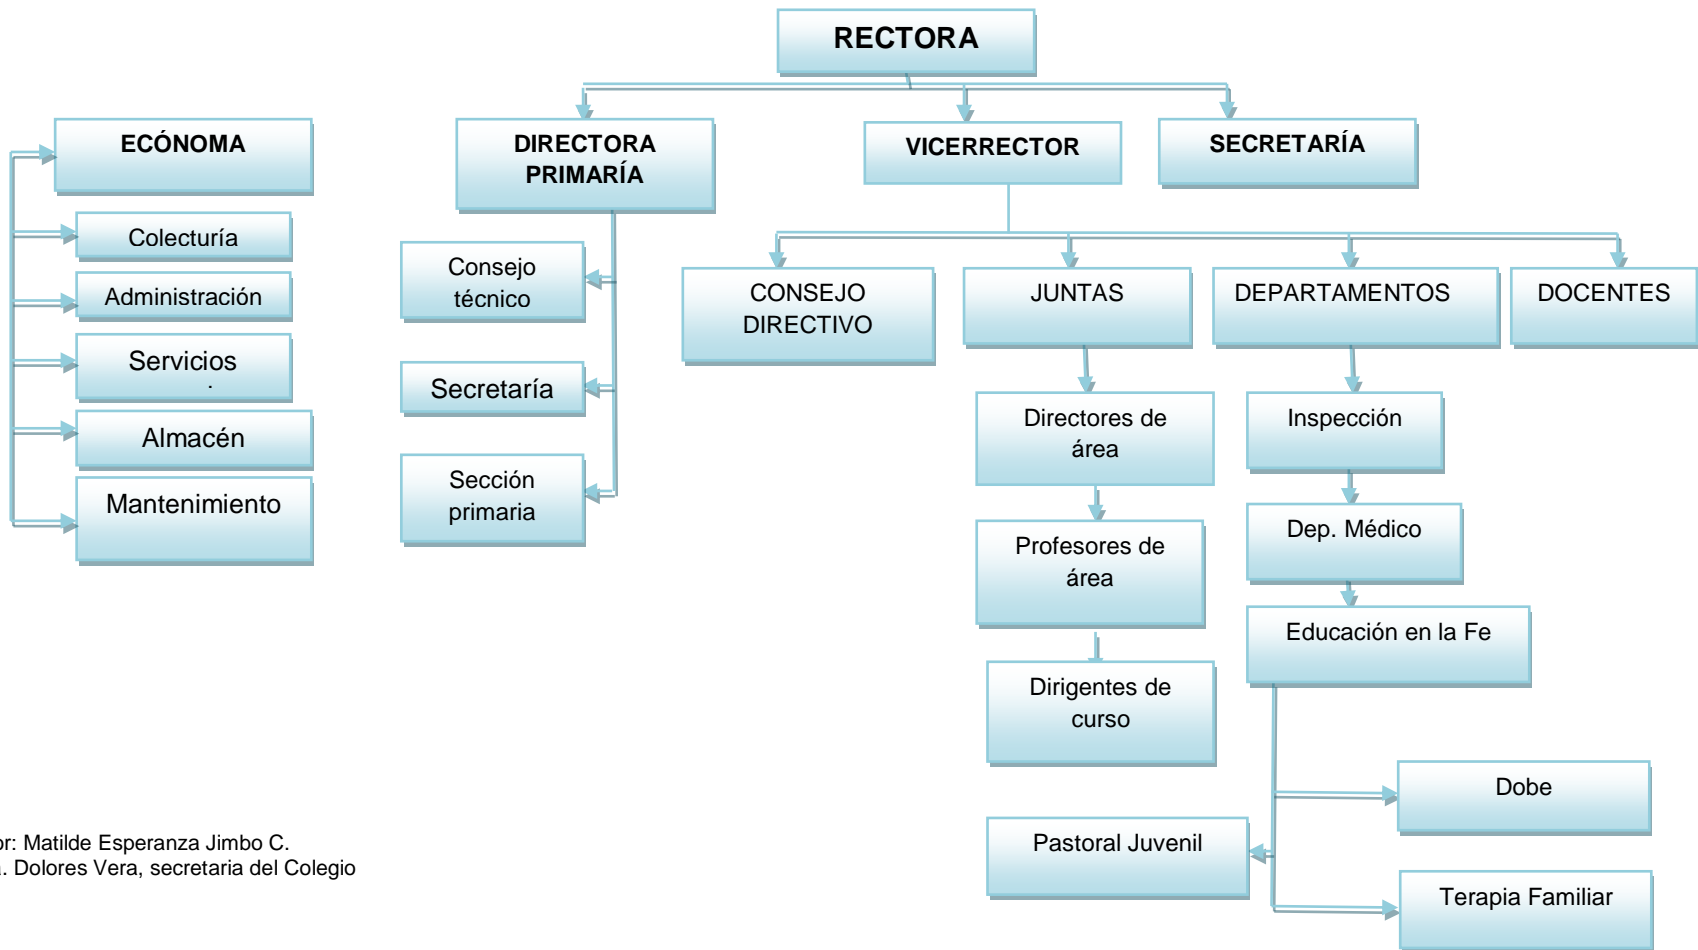 RECTORA
ECÓNOMA
DIRECTORA
PRIMARÍA
VICERRECTOR
SECRETARÍA
Colecturía
Administración
Servicios
Almacén
Mantenimiento
Consejo
técnico
Secretaría
Sección
primaria
CONSEJO
DIRECTIVO
JUNTAS
DEPARTAMENTOS
DOCENTES
Directores de
área
Profesores de
área
Dirigentes de
curso
Inspección
Dep. Médico
Educación en la Fe
Dobe
Pastoral Juvenil
Terapia Familiar
or: Matilde Esperanza Jimbo C.
. Dolores Vera, secretaria del Colegio